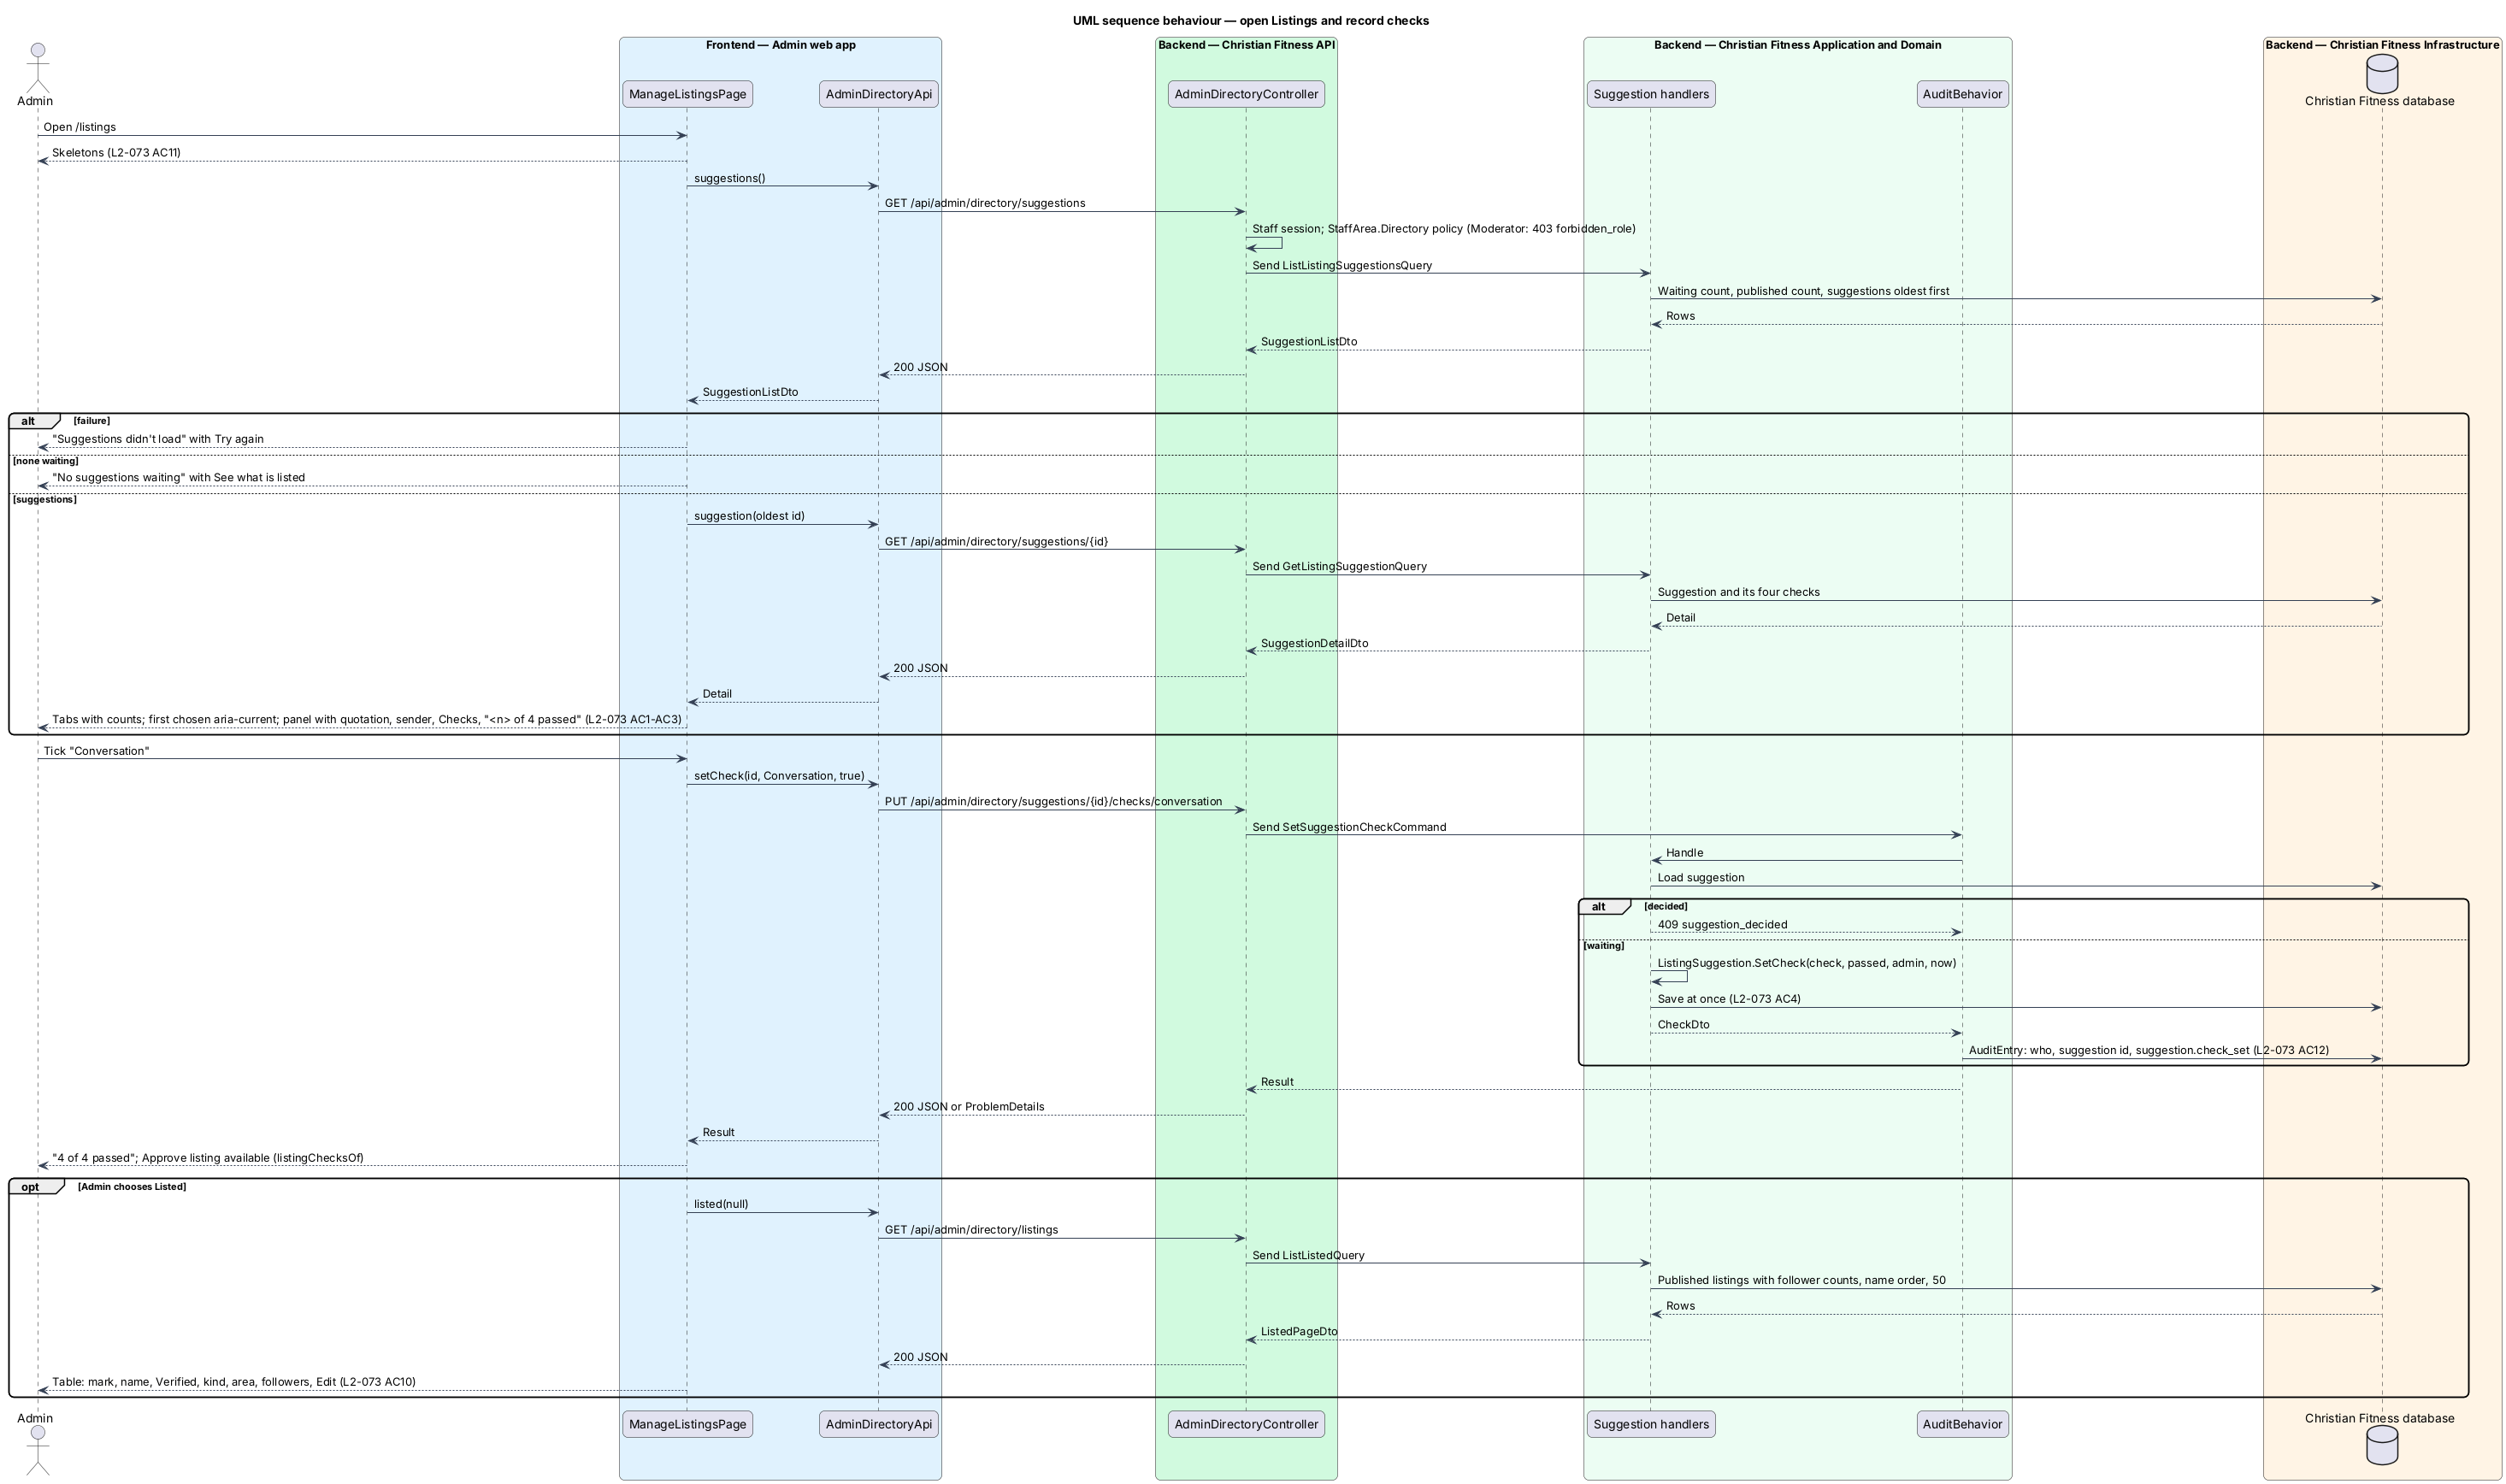 UML sequence behaviour — open Listings and record checks
Frontend — Admin web app
Backend — Christian Fitness API
Backend — Christian Fitness Application and Domain
Backend — Christian Fitness Infrastructure
Admin
ManageListingsPage
AdminDirectoryApi
AdminDirectoryController
Suggestion handlers
AuditBehavior
Christian Fitness database
Open /listings
Skeletons (L2-073 AC11)
suggestions()
GET /api/admin/directory/suggestions
Staff session; StaffArea.Directory policy (Moderator: 403 forbidden_role)
Send ListListingSuggestionsQuery
Waiting count, published count, suggestions oldest first
Rows
SuggestionListDto
200 JSON
SuggestionListDto
alt [failure]
"Suggestions didn't load" with Try again
[none waiting]
"No suggestions waiting" with See what is listed
[suggestions]
suggestion(oldest id)
GET /api/admin/directory/suggestions/{id}
Send GetListingSuggestionQuery
Suggestion and its four checks
Detail
SuggestionDetailDto
200 JSON
Detail
Tabs with counts; first chosen aria-current; panel with quotation, sender, Checks, "<n> of 4 passed" (L2-073 AC1-AC3)
Tick "Conversation"
setCheck(id, Conversation, true)
PUT /api/admin/directory/suggestions/{id}/checks/conversation
Send SetSuggestionCheckCommand
Handle
Load suggestion
alt [decided]
409 suggestion_decided
[waiting]
ListingSuggestion.SetCheck(check, passed, admin, now)
Save at once (L2-073 AC4)
CheckDto
AuditEntry: who, suggestion id, suggestion.check_set (L2-073 AC12)
Result
200 JSON or ProblemDetails
Result
"4 of 4 passed"; Approve listing available (listingChecksOf)
opt [Admin chooses Listed]
listed(null)
GET /api/admin/directory/listings
Send ListListedQuery
Published listings with follower counts, name order, 50
Rows
ListedPageDto
200 JSON
Table: mark, name, Verified, kind, area, followers, Edit (L2-073 AC10)
Admin
ManageListingsPage
AdminDirectoryApi
AdminDirectoryController
Suggestion handlers
AuditBehavior
Christian Fitness database